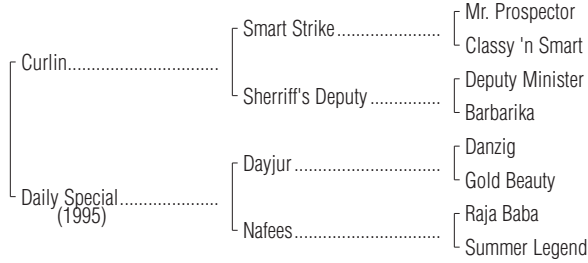 Mr. Prospector
Smart Strike....................
Classy 'n Smart
Curlin.............................
Deputy Minister
Sherriff's Deputy..............
Barbarika
Danzig
Dayjur............................
Gold Beauty
Daily Special...................
(1995)
Raja Baba
Nafees............................
Summer Legend